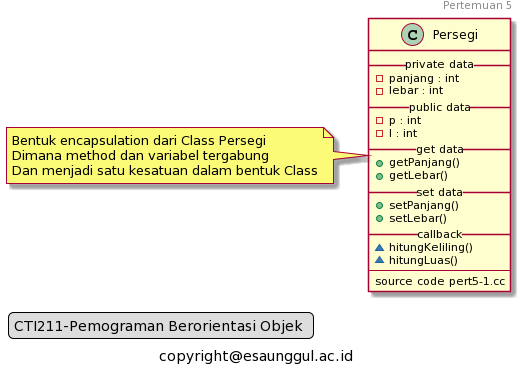 Pertemuan 5
C Persegi
private data
panjang : int
lebar : int
public data
p : int
l : int
get data
getPanjang()
getLebar()
set data
setPanjang()
setLebar()
callback
hitungKeliling()
hitungLuas()
source code pert5-1.cc
Bentuk encapsulation dari Class Persegi
Dimana method dan variabel tergabung
Dan menjadi satu kesatuan dalam bentuk Class
CTI211-Pemograman Berorientasi Objek
copyright@esaunggul.ac.id